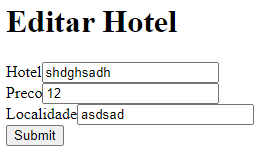 Editar Hotel
Hotel shdghsadh
Preco 12
Localidade asdsad
Submit